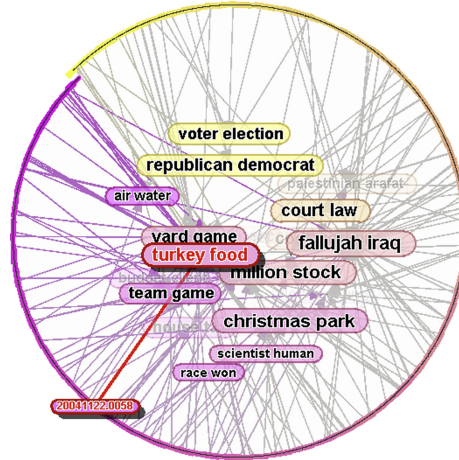 voter election
republican democrat
palestinian arafat
air water
court law
yard game
fallujah iraq
turkey food
million stock
team game
christmas park
scientist human
race won
20041122.0058